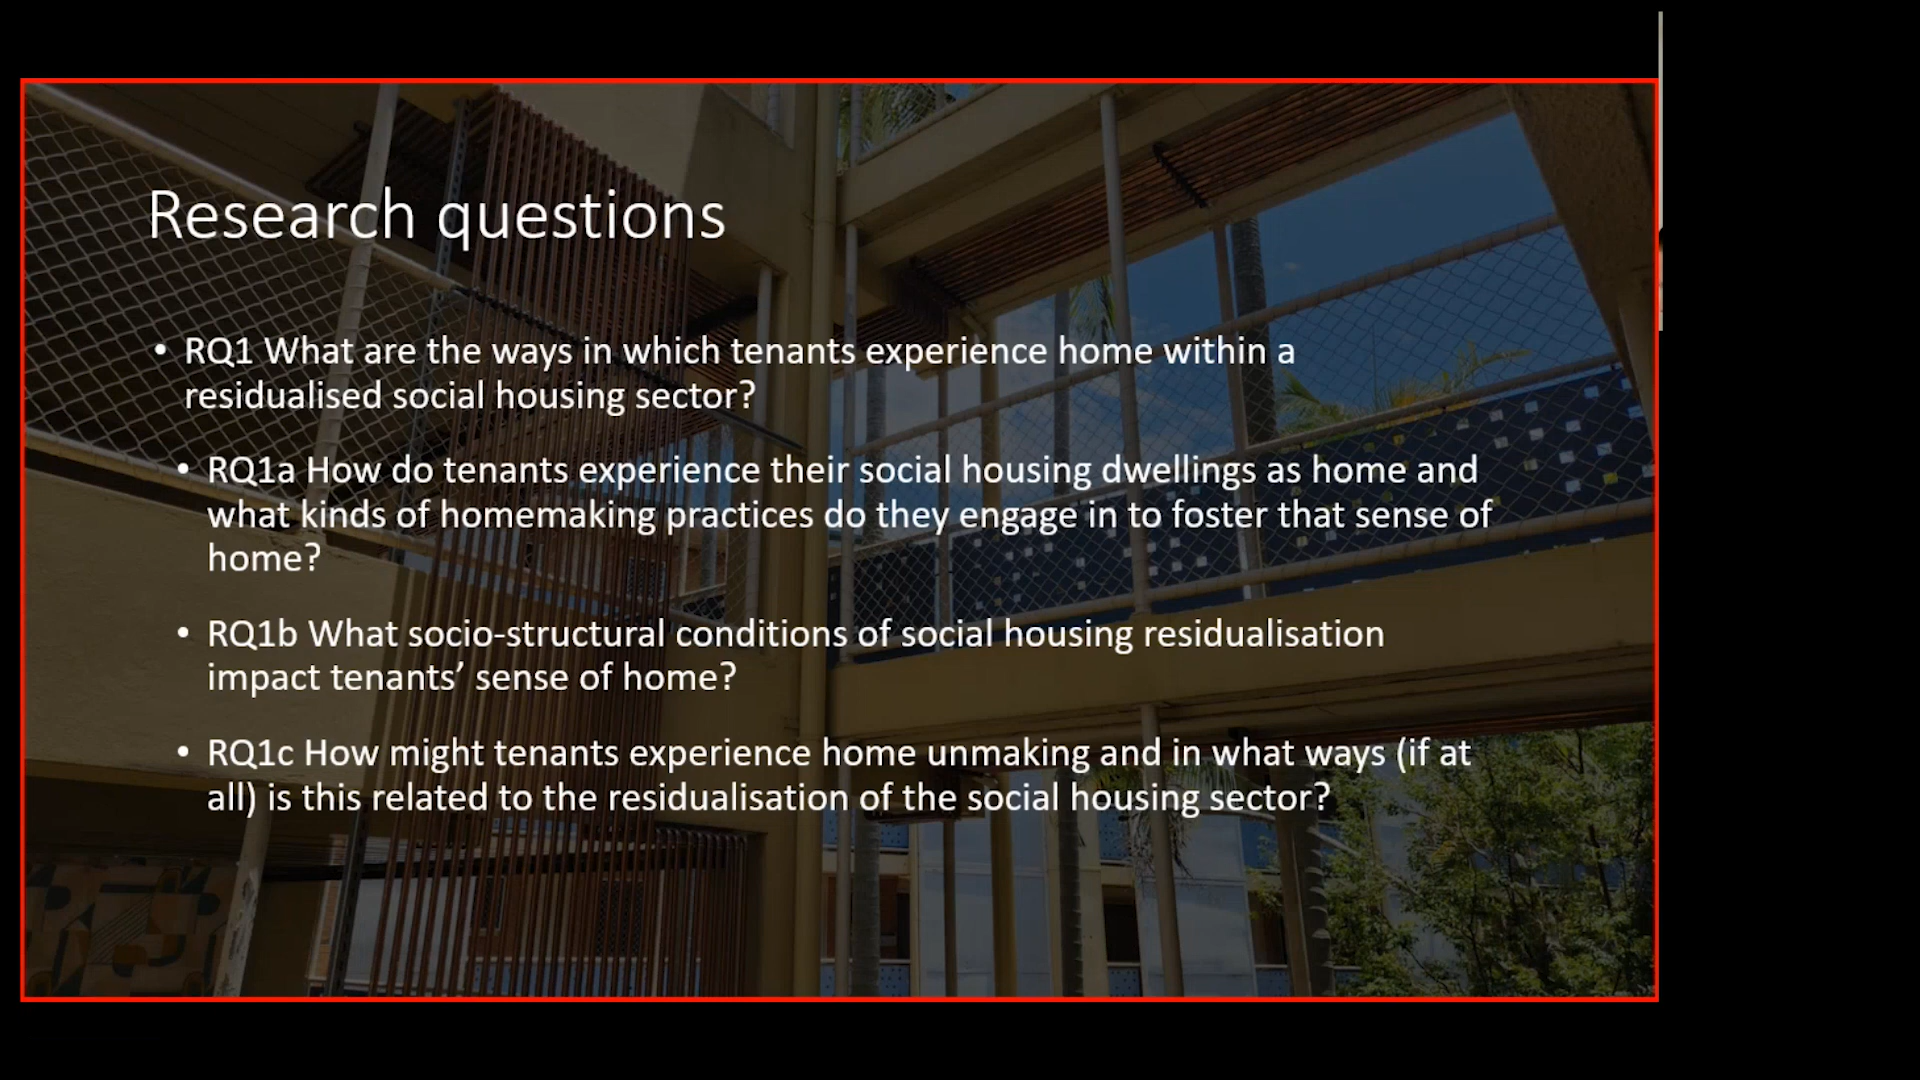 Research questions
• RQ1 What are the ways in which tenants experience home within a
residualised social housing sector?
• RQ1a How do tenants experience their social housing dwellings as home and
what kinds of homemaking practices do they engage in to foster that sense of
home?
• RQ1b What socio-structural conditions of social housing residualisation
impact tenants’ sense of home?
• RQ1c How might tenants experience home unmaking and in what ways (if at
all) is this related to the residualisation of the social housing sector?